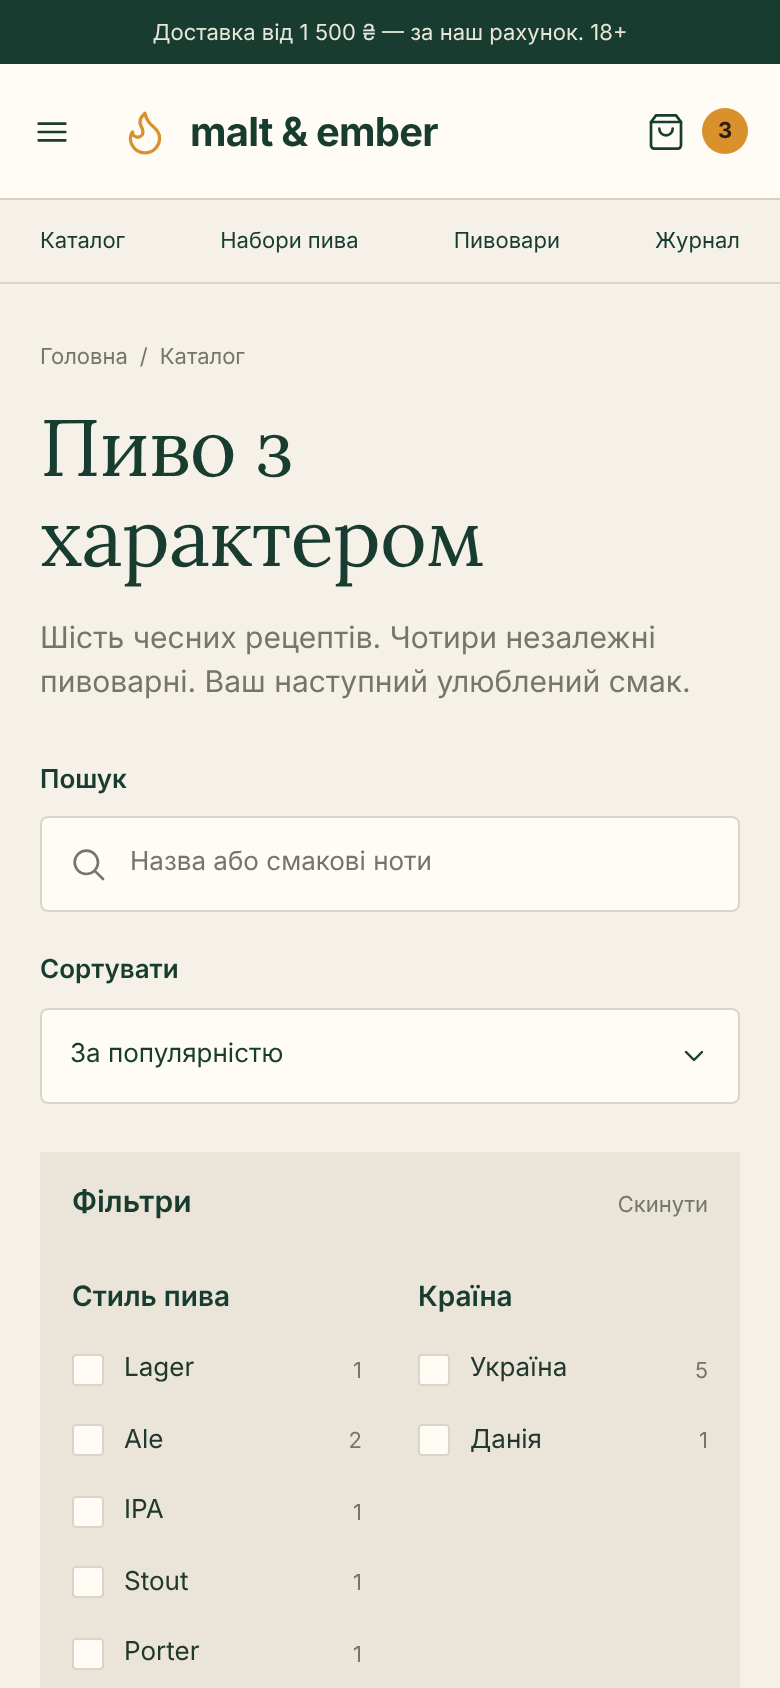 Доставка від 1 500 ₴ — за наш рахунок. 18+
malt & ember
3
Каталог Набори пива Пивовари Журнал
Головна / Каталог
Пиво з
характером
Шість чесних рецептів. Чотири незалежні
пивоварні. Ваш наступний улюблений смак.
Пошук
Назва або смакові ноти
Сортувати
За популярністю
Фільтри Скинути
Стиль пива
Lager 1
Ale 2
IPA 1
Stout 1
Porter 1
Країна
Україна 5
Данія 1